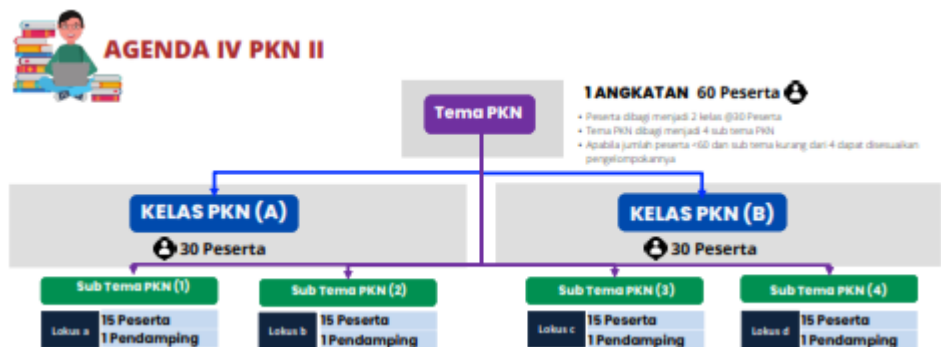 AGENDA IV PKN II
Tema PKN
1 ANGKATAN 60 Peserta
• Peserta dibagi menjadi 2 kelas @30 Peserta
• Tema PKN dibagi menjadi 4 sub tema PKN
• Apabila jumlah peserta <60 dan sub tema kurang dari 4 dapat disesuaikan
pengelompokannya
KELAS PKN (A)
30 Peserta
KELAS PKN (B)
30 Peserta
Sub Tema PKN (1)
Lokus a
15 Peserta
1 Pendamping
Sub Tema PKN (2)
Lokus b
15 Peserta
1 Pendamping
Sub Tema PKN (3)
Lokus c
15 Peserta
1 Pendamping
Sub Tema PKN (4)
Lokus d
15 Peserta
1 Pendamping